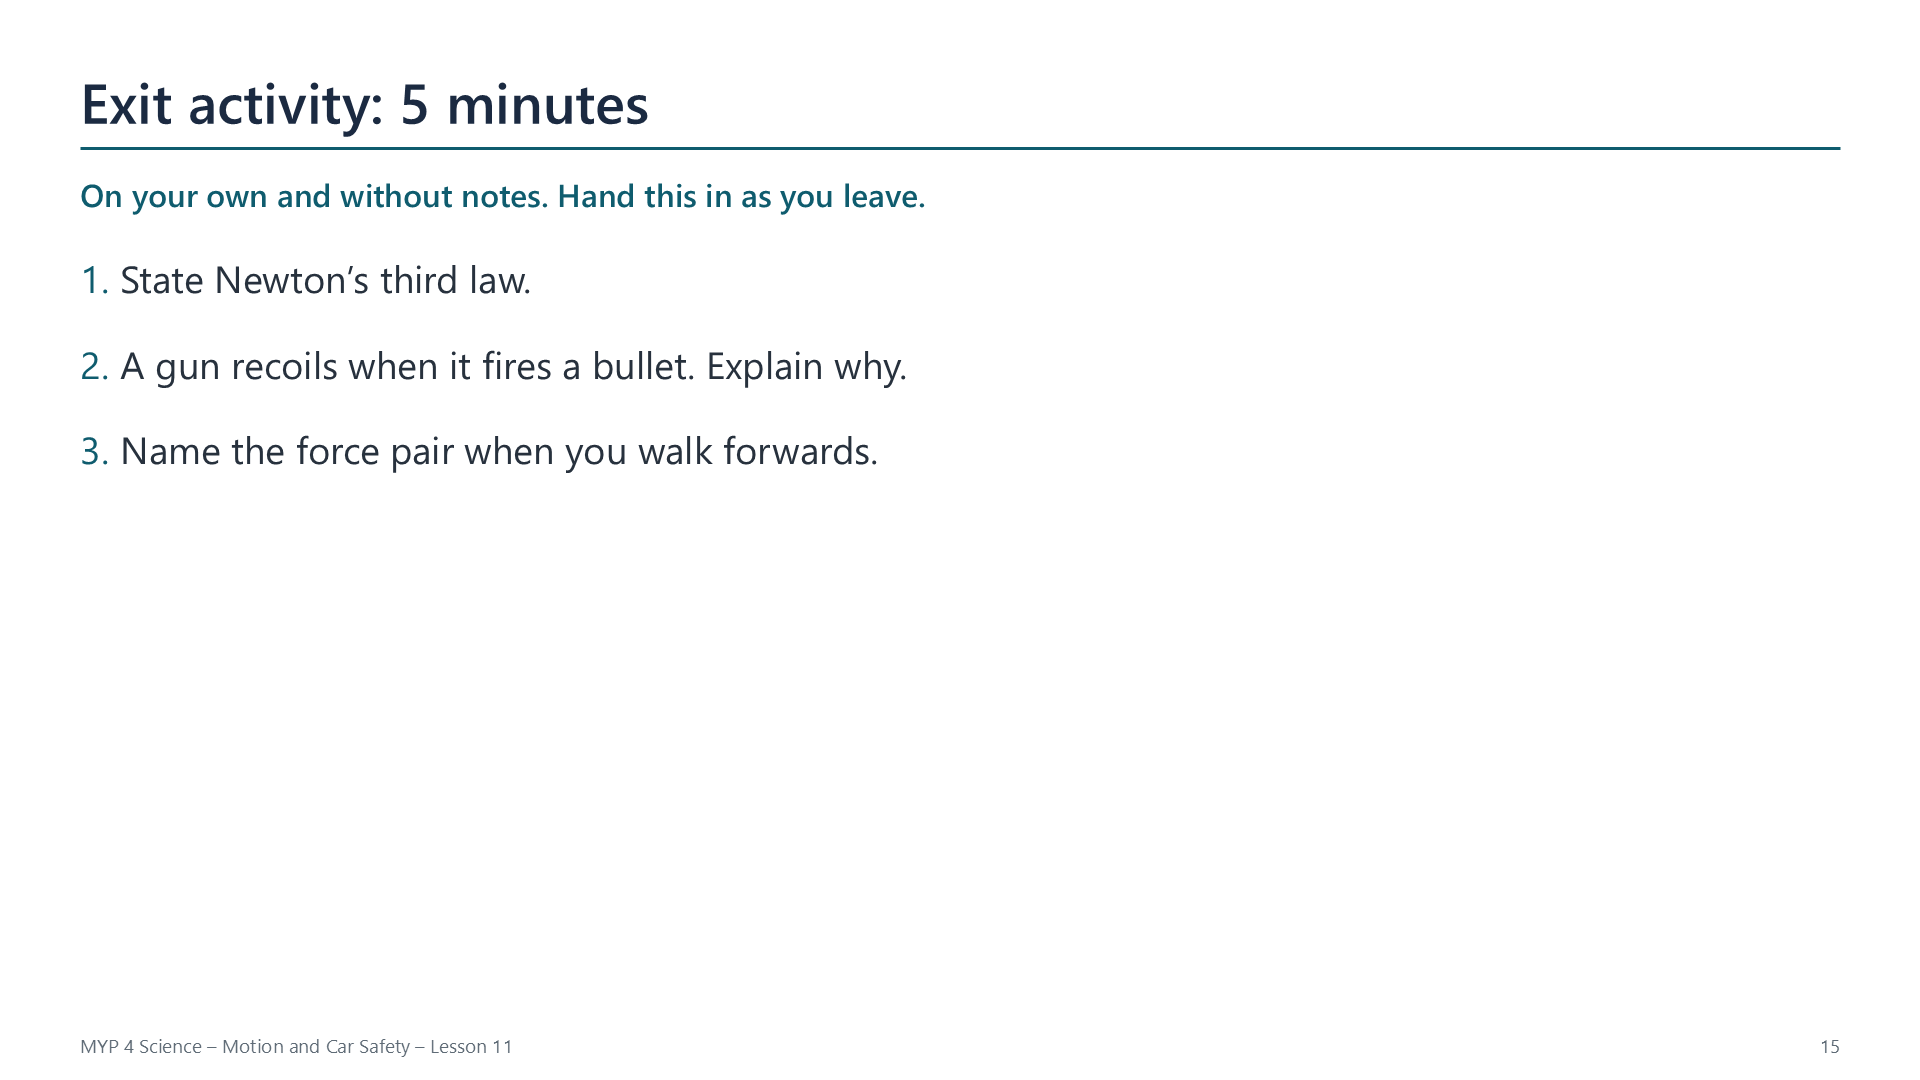 Exit activity: 5 minutes
On your own and without notes. Hand this in as you leave.
1. State Newton’s third law.
2. A gun recoils when it fires a bullet. Explain why.
3. Name the force pair when you walk forwards.
MYP 4 Science – Motion and Car Safety – Lesson 11
15